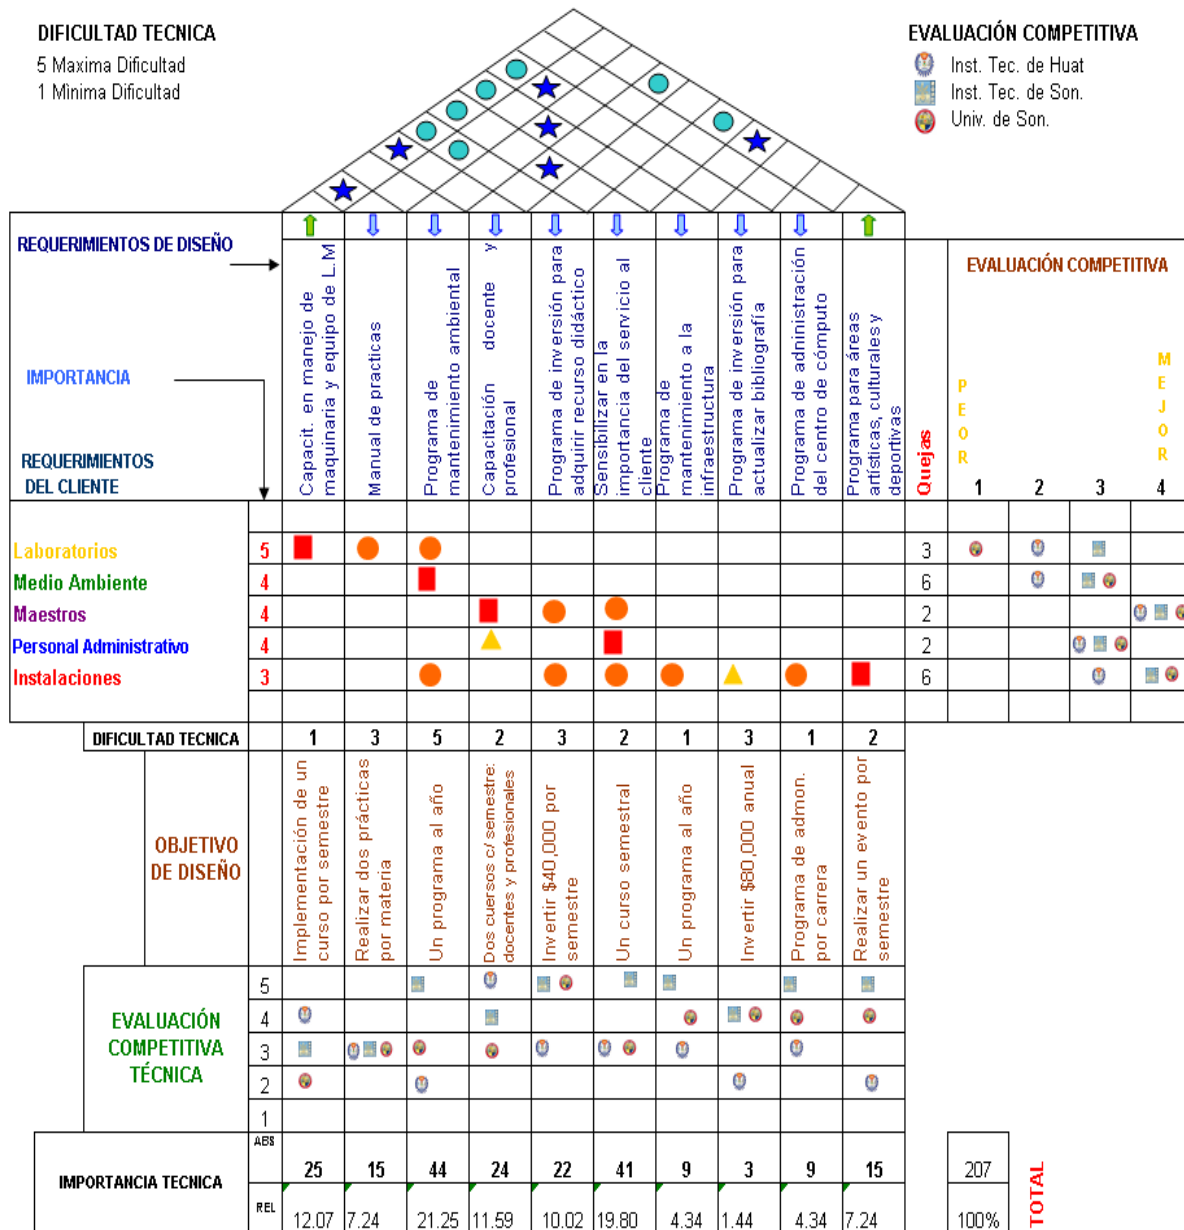 DIFICULTAD TECNICA
5 Maxima Dificultad
1 Minima Dificultad
EVALUACIÓN COMPETITIVA
Inst. Tec. de Huat
Inst. Tec. de Son.
Univ. de Son.
REQUERIMIENTOS DE DISEÑO
IMPORTANCIA
REQUERIMIENTOS
DEL CLIENTE
Capacit. en manejo de
maquinaria y equipo de L.M
Manual de practicas
Programa de
mantenimiento ambiental
Capacitación docente y
profesional
Programa de inversión para
adquirir recurso didáctico
Sensibilizar en la
importancia del servicio al
cliente
Programa de
mantenimiento a la
infraestructura
Programa de inversión para
actualizar bibliografía
Programa de administración
del centro de cómputo
Programa para áreas
artísticas, culturales y
deportivas
Quejas
EVALUACIÓN COMPETITIVA
PEOR
MEJOR
1 2 3 4
Laboratorios 5 3
Medio Ambiente 4 6
Maestros 4 2
Personal Administrativo 4 2
Instalaciones 3 6
DIFICULTAD TECNICA 1 3 5 2 3 2 1 3 1 2
OBJETIVO
DE DISEÑO
Implementación de un
curso por semestre
Realizar dos prácticas
por materia
Un programa al año
Dos cuersos c/ semestre:
docentes y profesionales
Invertir $40,000 por
semestre
Un curso semestral
Un programa al año
Invertir $80,000 anual
Programa de admon.
por carrera
Realizar un evento por
semestre
EVALUACIÓN
COMPETITIVA
TÉCNICA
5
4
3
2
1
IMPORTANCIA TECNICA
ABS
25 15 44 24 22 41 9 3 9 15 207
REL
12.07 7.24 21.25 11.59 10.02 19.80 4.34 1.44 4.34 7.24 100%
TOTAL